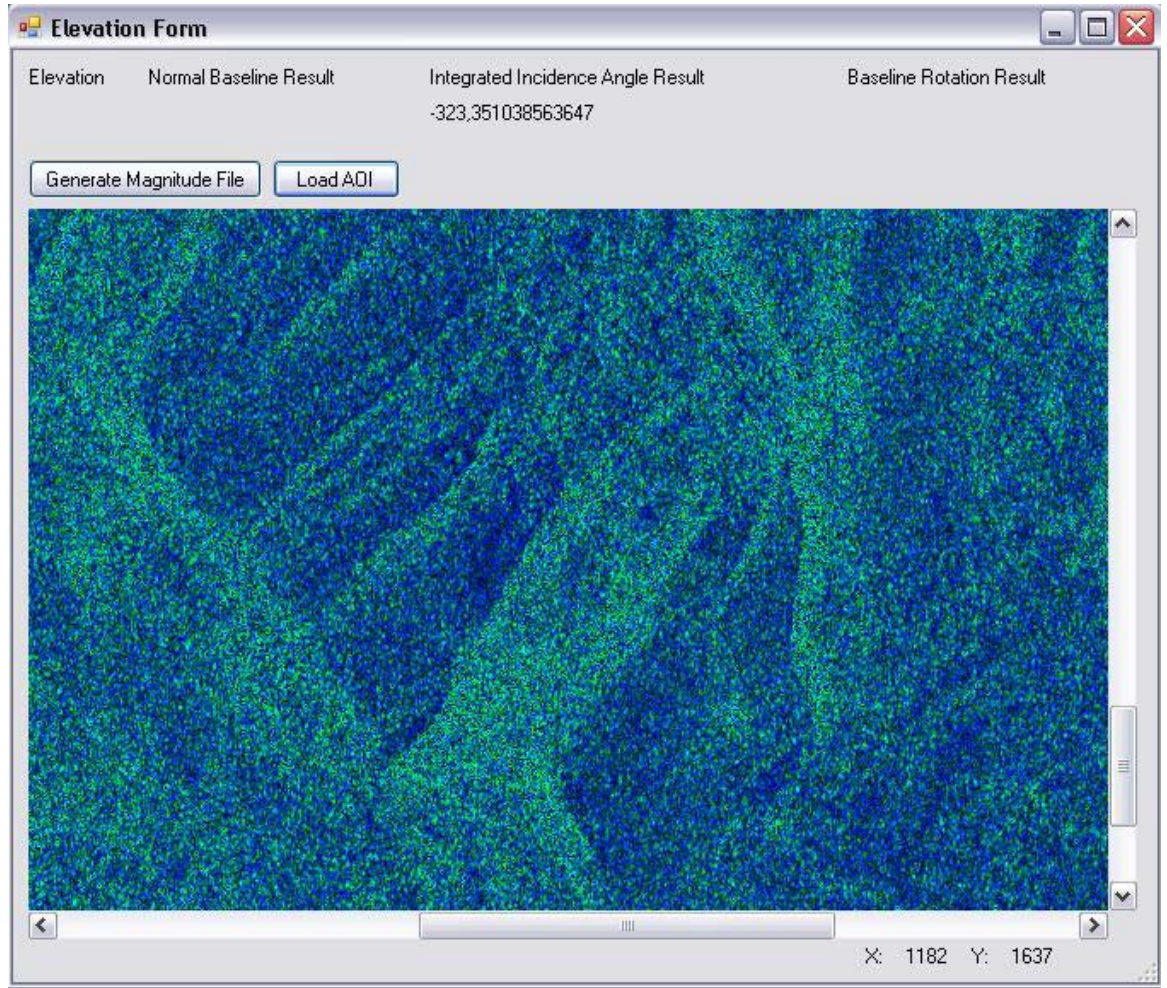 Elevation Form
Elevation Normal Baseline Result Integrated Incidence Angle Result Baseline Rotation Result
-323,351038563647
Generate Magnitude File Load AOI
X: 1182 Y: 1637